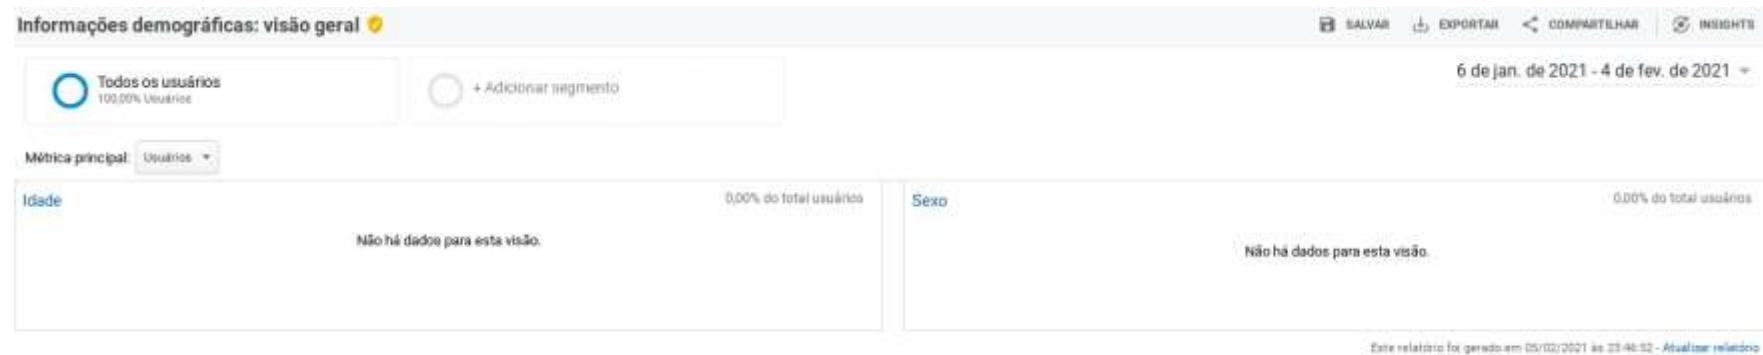 Informações demográficas: visão geral
SALVAR EXPORTAR COMPARTILHAR INSIGHTS
Todos os usuários
100,00% Usuários
+ Adicionar segmento
6 de jan. de 2021 - 4 de fev. de 2021
Métrica principal: Usuários
Idade
0,00% do total usuários
Não há dados para esta visão.
Sexo
0,00% do total usuários
Não há dados para esta visão.
Este relatório foi gerado em 05/02/2021 às 23:46:52 - Atualizar relatório